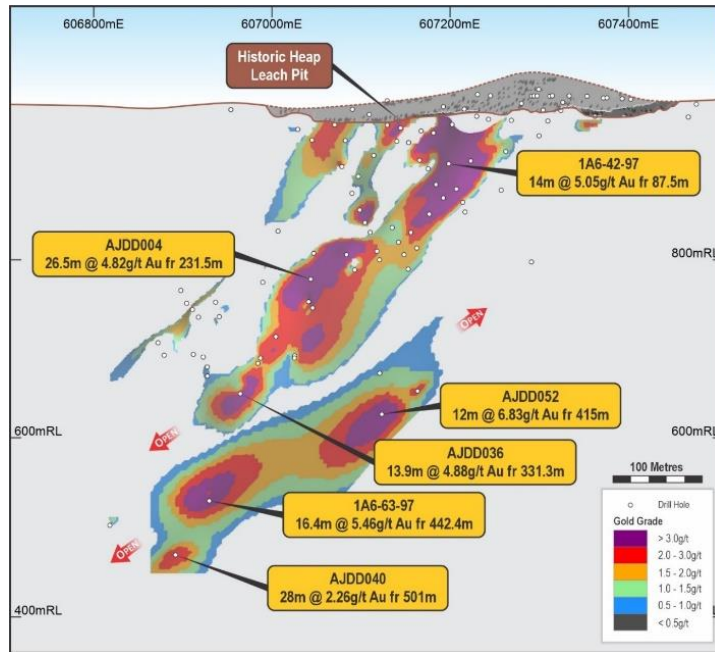 606800mE
607000mE
607200mE
607400mE
Historic Heap
Leach Pit
1A6-42-97
14m @ 5.05g/t Au fr 87.5m
AJDD004
26.5m @ 4.82g/t Au fr 231.5m
800mRL
OPEN
AJDD052
12m @ 6.83g/t Au fr 415m
600mRL
600mRL
OPEN
AJDD036
13.9m @ 4.88g/t Au fr 331.3m
100 Metres
1A6-63-97
16.4m @ 5.46g/t Au fr 442.4m
OPEN
AJDD040
28m @ 2.26g/t Au fr 501m
400mRL
Drill Hole
Gold Grade
> 3.0g/t
2.0 - 3.0g/t
1.5 - 2.0g/t
1.0 - 1.5g/t
0.5 - 1.0g/t
< 0.5g/t